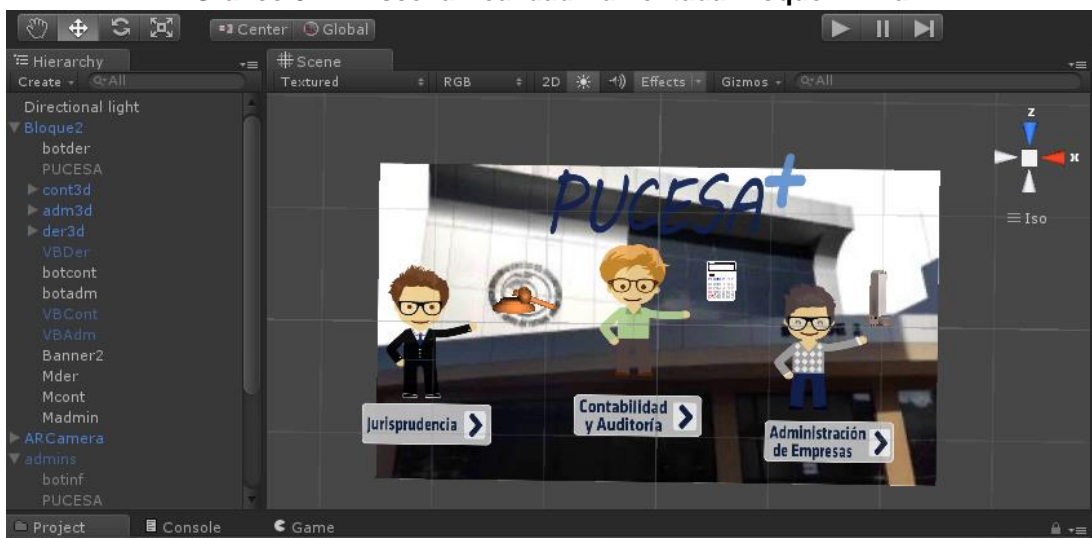 Center Global
Hierarchy
Create All
Directional light
Bloque2
botder
PUCESA
cont3d
adm3d
der3d
VBDer
botcont
botadm
VBCont
VBAdm
Banner2
Mder
Mcont
Madmin
ARCamera
admins
botinf
PUCESA
Scene
Textured RGB 2D Effects Gizmos All
z
x
Iso
PUCESA+
Jurisprudencia
Contabilidad
y Auditoría
Administración
de Empresas
Project Console Game